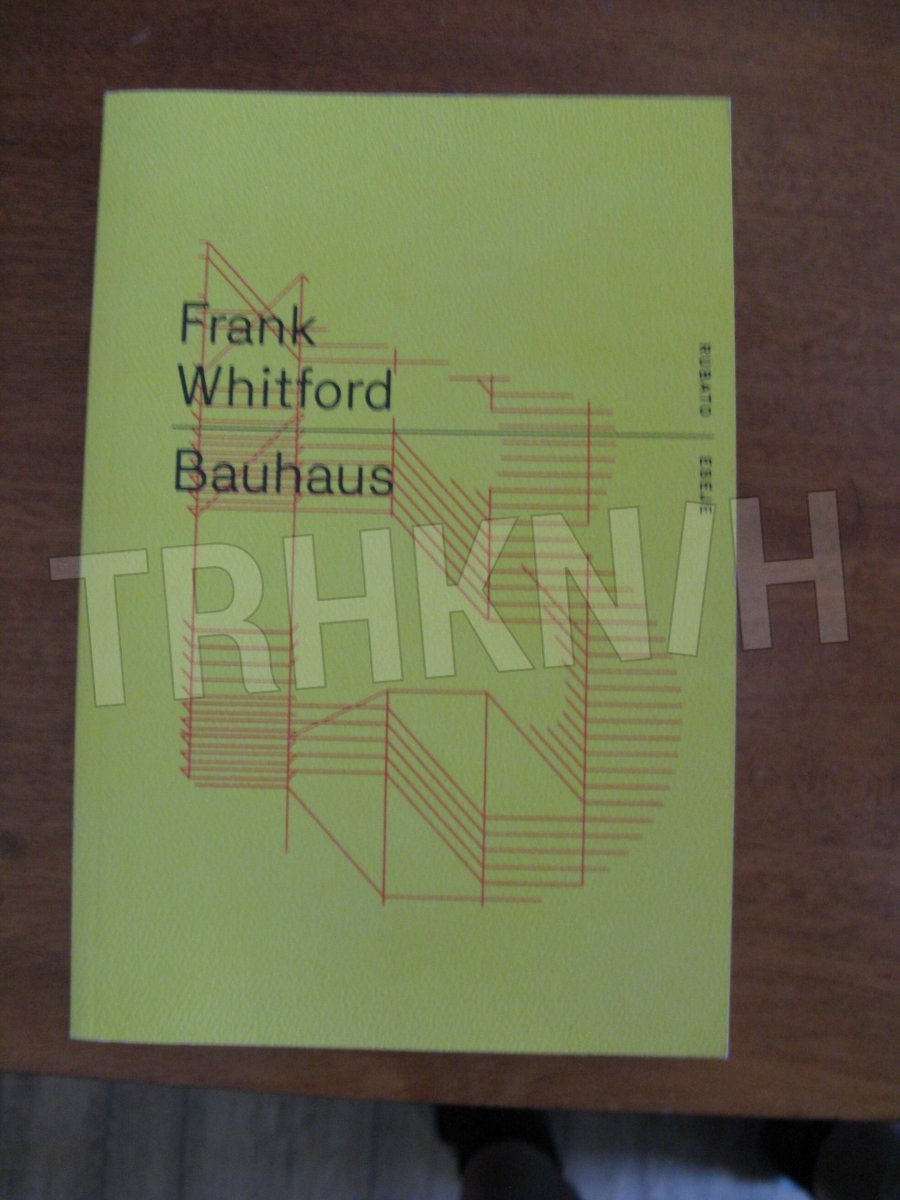 Frank
Whitford
Bauhaus
RUBATO
ESEJE
TRHKNIH